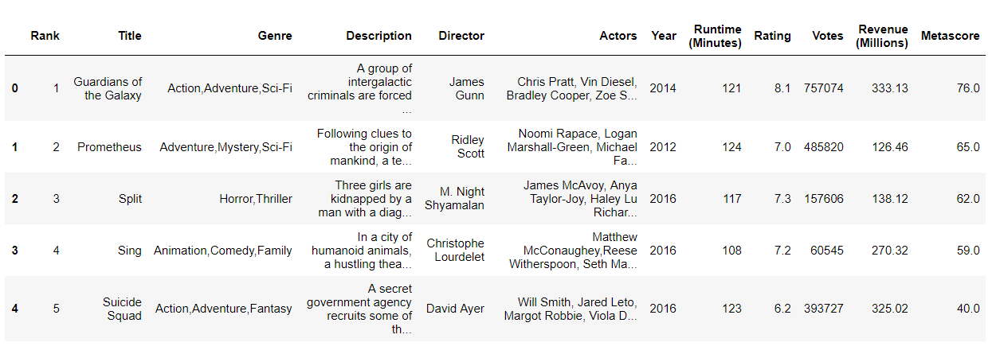 Rank Title Genre Description Director Actors Year Runtime (Minutes) Rating Votes Revenue (Millions) Metascore
0 1 Guardians of the Galaxy Action,Adventure,Sci-Fi A group of intergalactic criminals are forced ... James Gunn Chris Pratt, Vin Diesel, Bradley Cooper, Zoe S... 2014 121 8.1 757074 333.13 76.0
1 2 Prometheus Adventure,Mystery,Sci-Fi Following clues to the origin of mankind, a te... Ridley Scott Noomi Rapace, Logan Marshall-Green, Michael Fa... 2012 124 7.0 485820 126.46 65.0
2 3 Split Horror,Thriller Three girls are kidnapped by a man with a diag... M. Night Shyamalan James McAvoy, Anya Taylor-Joy, Haley Lu Richar... 2016 117 7.3 157606 138.12 62.0
3 4 Sing Animation,Comedy,Family In a city of humanoid animals, a hustling thea... Christophe Lourdelet Matthew McConaughey,Reese Witherspoon, Seth Ma... 2016 108 7.2 60545 270.32 59.0
4 5 Suicide Squad Action,Adventure,Fantasy A secret government agency recruits some of th... David Ayer Will Smith, Jared Leto, Margot Robbie, Viola D... 2016 123 6.2 393727 325.02 40.0